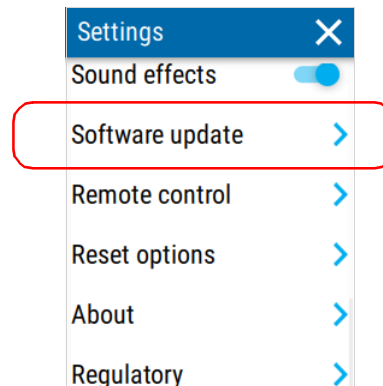 Settings
Sound effects
Software update
Remote control
Reset options
About
Regulatory